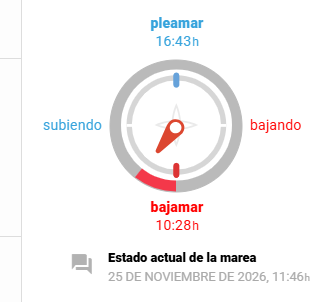 pleamar
16:43h
subiendo
bajando
bajamar
10:28h
Estado actual de la marea
25 DE NOVIEMBRE DE 2026, 11:46h